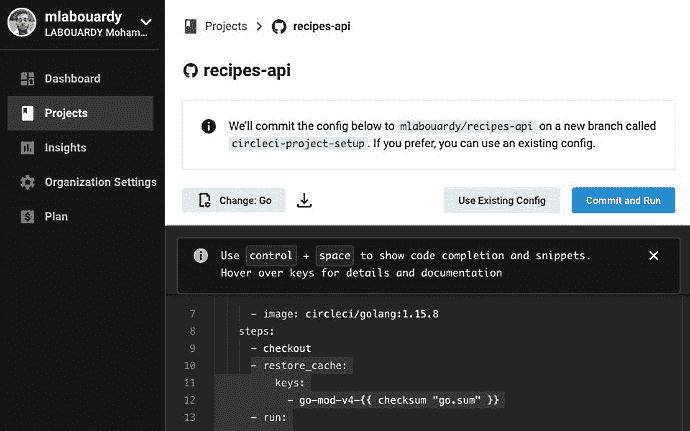 mlabouardy
LABOUARDY Moham...
Dashboard
Projects
Insights
Organization Settings
Plan
Projects > recipes-api
recipes-api
We'll commit the config below to mlabouardy/recipes-api on a new branch called
circleci-project-setup. If you prefer, you can use an existing config.
Change: Go
Use Existing Config
Commit and Run
Use control + space to show code completion and snippets.
Hover over keys for details and documentation
7 - image: circleci/golang:1.15.8
8 steps:
9 - checkout
10 - restore_cache:
11 keys:
12 - go-mod-v4-{{ checksum "go.sum" }}
13 - run: